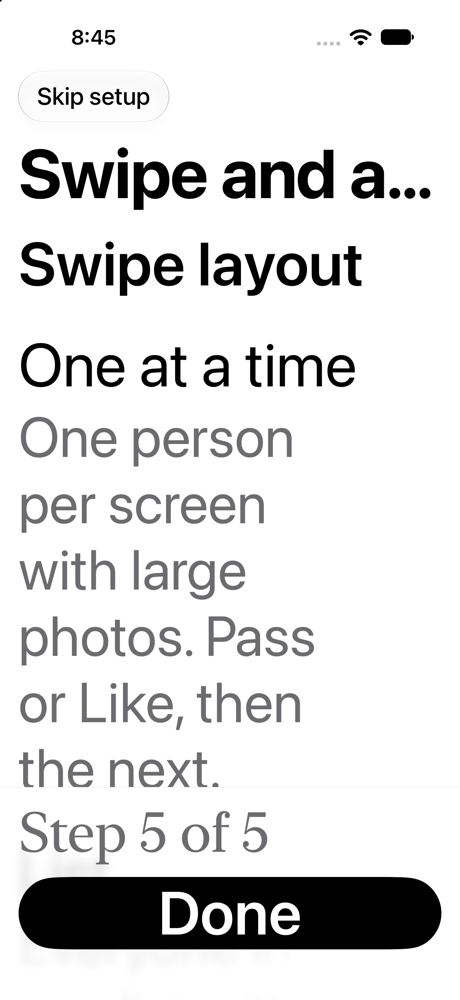 8:45
Skip setup
Swipe and a...
Swipe layout
One at a time
One person
per screen
with large
photos. Pass
or Like, then
the next.
Step 5 of 5
Done